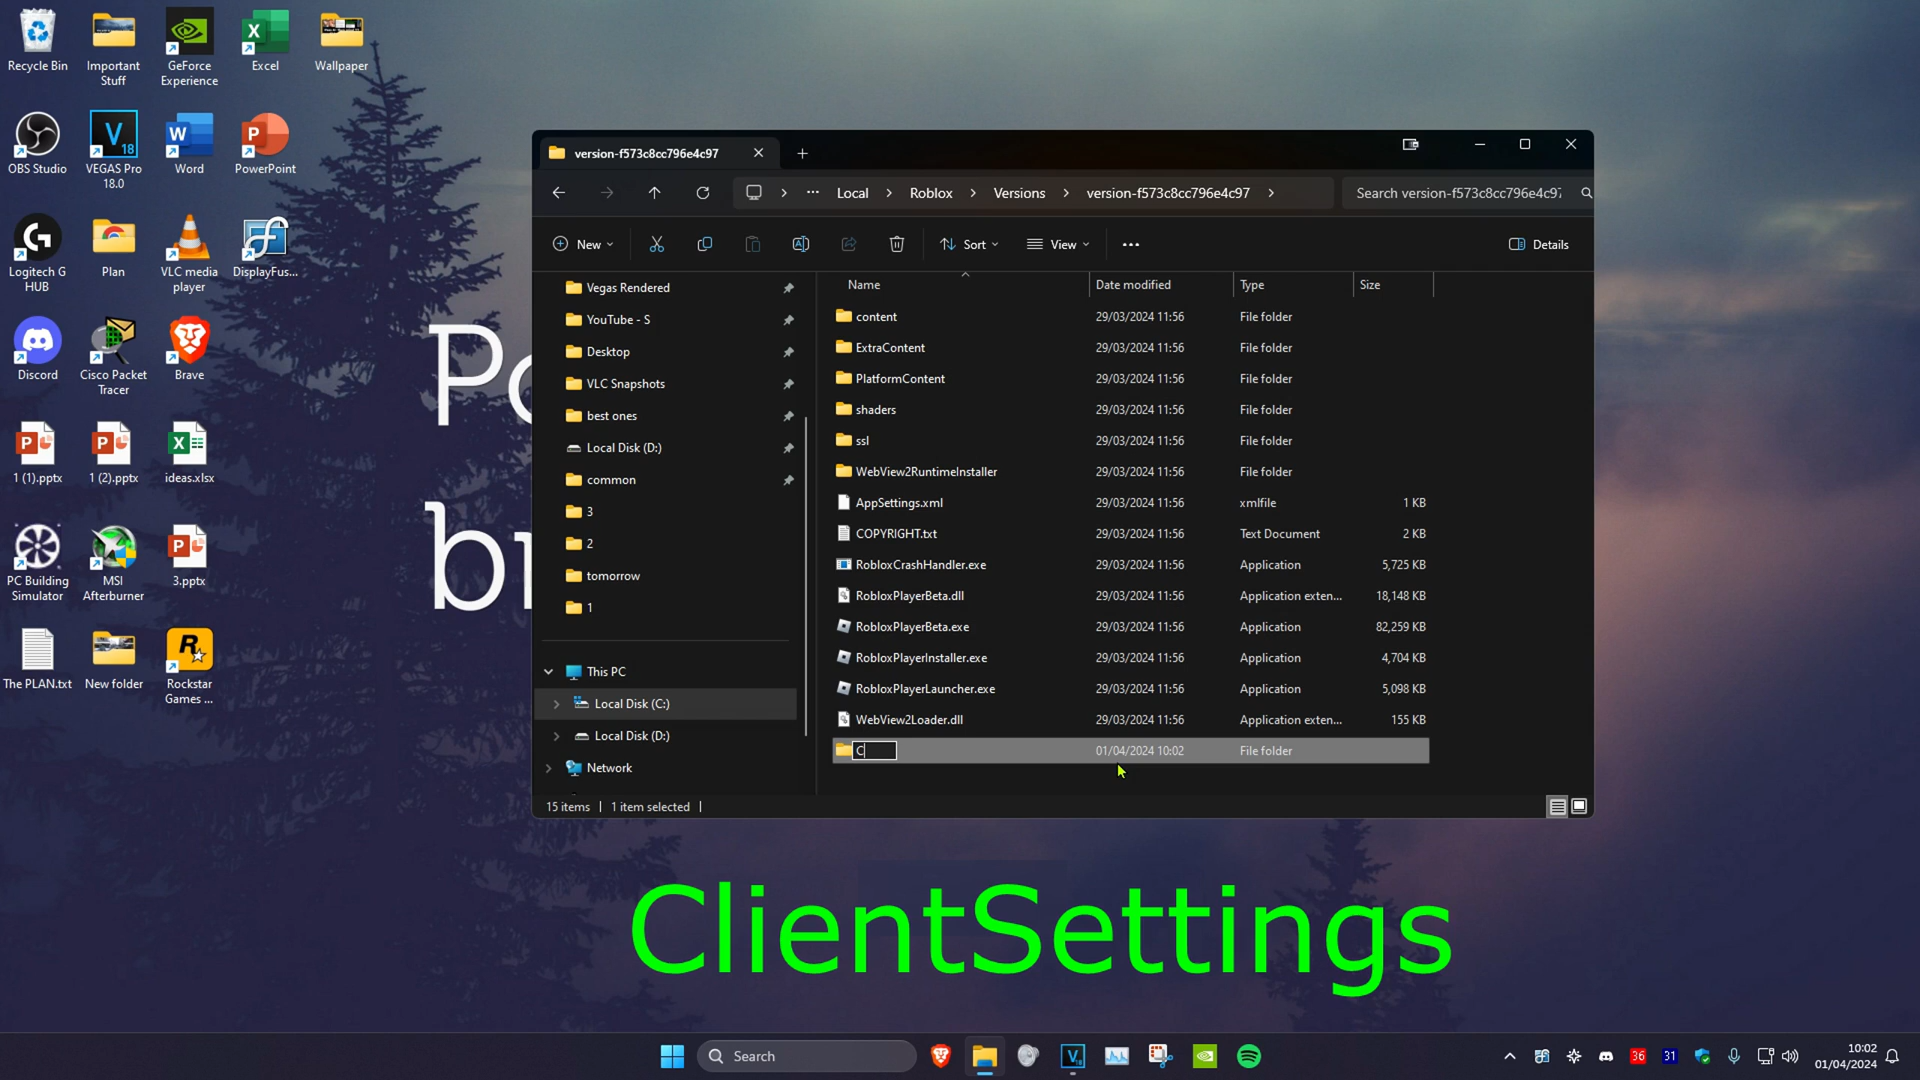 Recycle Bin
Important
Stuff
GeForce
Experience
Excel
Wallpaper
OBS Studio
VEGAS Pro
18.0
Word
PowerPoint
Logitech G
HUB
Plan
VLC media
player
DisplayFus...
Discord
Cisco Packet
Tracer
Brave
1 (1).pptx
1 (2).pptx
ideas.xlsx
PC Building
Simulator
MSI
Afterburner
3.pptx
The PLAN.txt
New folder
Rockstar
Games ...
version-f573c8cc796e4c97
Local > Roblox > Versions > version-f573c8cc796e4c97 >
Search version-f573c8cc796e4c97
New
Sort
View
Details
Vegas Rendered
YouTube - S
Desktop
VLC Snapshots
best ones
Local Disk (D:)
common
3
2
tomorrow
1
This PC
Local Disk (C:)
Local Disk (D:)
Network
Name Date modified Type Size
content 29/03/2024 11:56 File folder
ExtraContent 29/03/2024 11:56 File folder
PlatformContent 29/03/2024 11:56 File folder
shaders 29/03/2024 11:56 File folder
ssl 29/03/2024 11:56 File folder
WebView2RuntimeInstaller 29/03/2024 11:56 File folder
AppSettings.xml 29/03/2024 11:56 xmlfile 1 KB
COPYRIGHT.txt 29/03/2024 11:56 Text Document 2 KB
RobloxCrashHandler.exe 29/03/2024 11:56 Application 5,725 KB
RobloxPlayerBeta.dll 29/03/2024 11:56 Application exten... 18,148 KB
RobloxPlayerBeta.exe 29/03/2024 11:56 Application 82,259 KB
RobloxPlayerInstaller.exe 29/03/2024 11:56 Application 4,704 KB
RobloxPlayerLauncher.exe 29/03/2024 11:56 Application 5,098 KB
WebView2Loader.dll 29/03/2024 11:56 Application exten... 155 KB
C 01/04/2024 10:02 File folder
15 items | 1 item selected |
ClientSettings
Search
36
31
10:02
01/04/2024